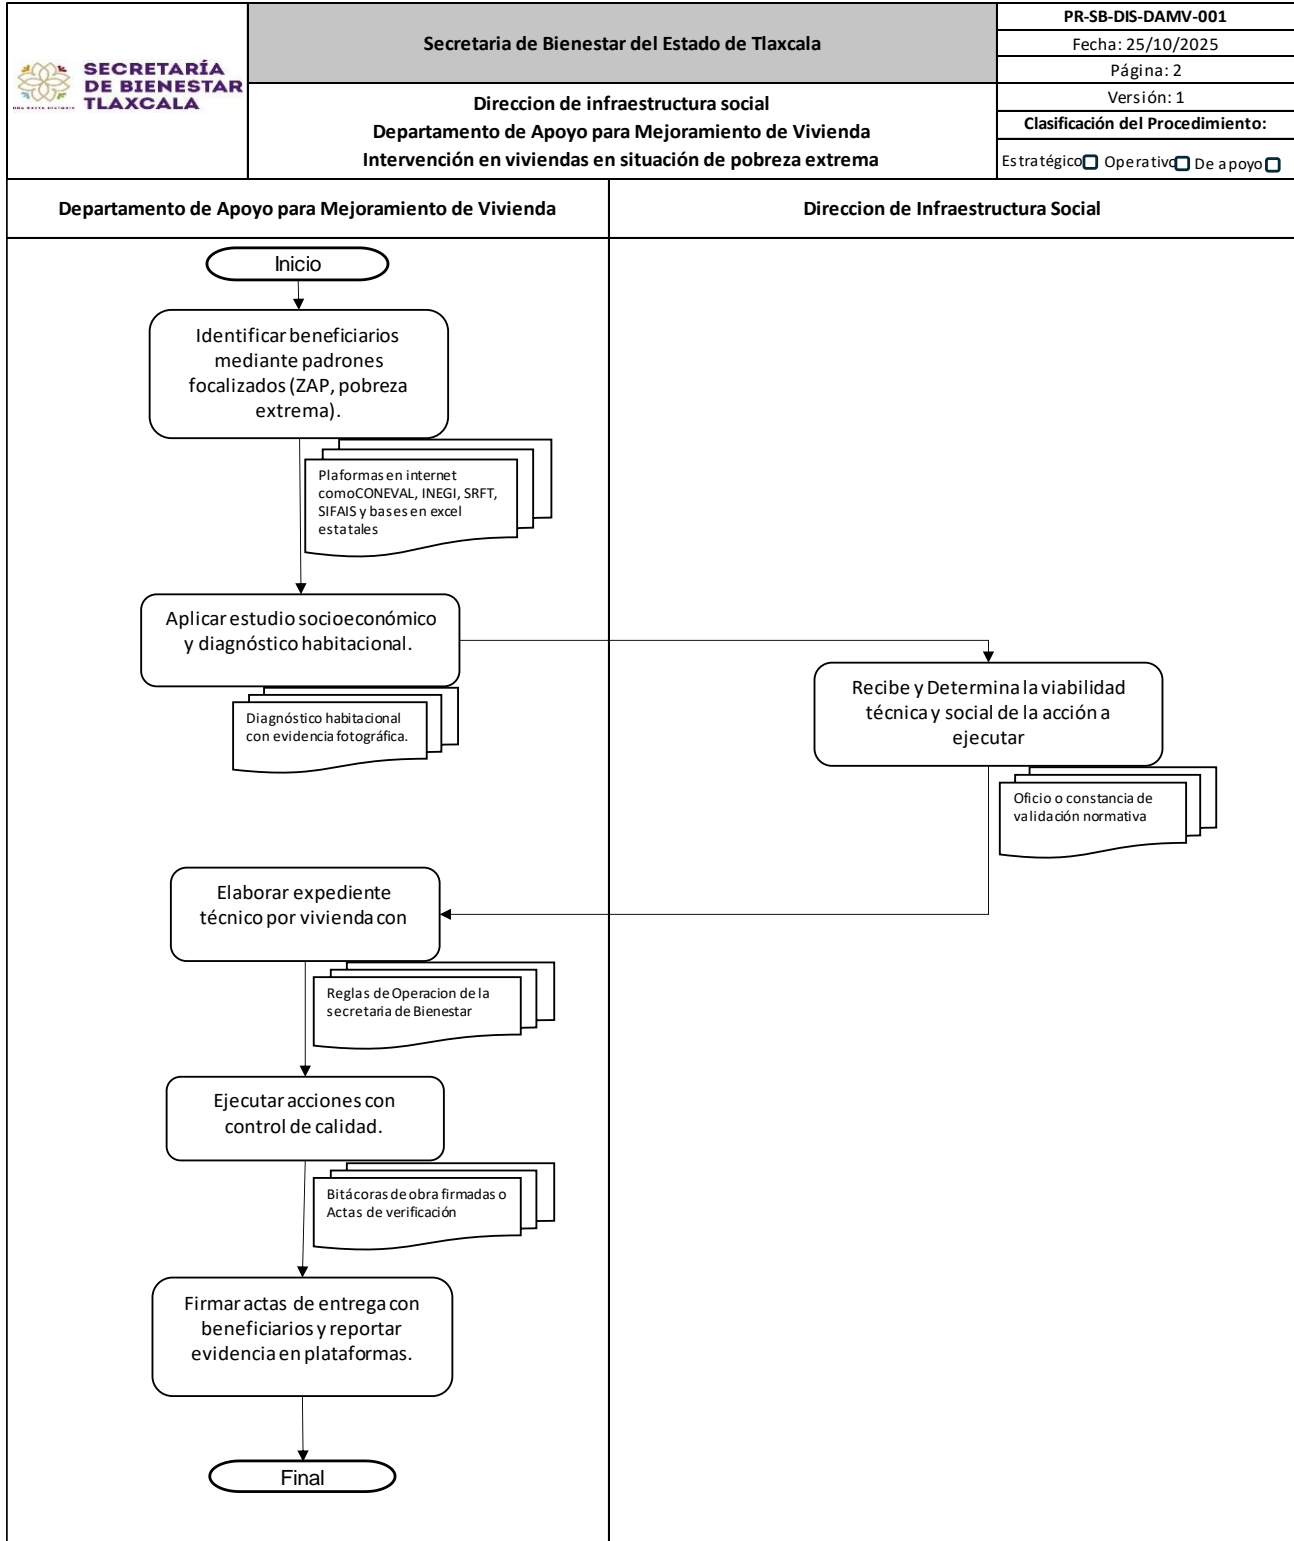 SECRETARÍA
DE BIENESTAR
TLAXCALA
Secretaria de Bienestar del Estado de Tlaxcala
Direccion de infraestructura social
Departamento de Apoyo para Mejoramiento de Vivienda
Intervención en viviendas en situación de pobreza extrema
PR-SB-DIS-DAMV-001
Fecha: 25/10/2025
Página: 2
Versión: 1
Clasificación del Procedimiento:
Estratégico Operativo De apoyo
Departamento de Apoyo para Mejoramiento de Vivienda
Direccion de Infraestructura Social
Inicio
Identificar beneficiarios
mediante padrones
focalizados (ZAP, pobreza
extrema).
Plaformas en internet
comoCONEVAL, INEGI, SRFT,
SIFAIS y bases en excel
estatales
Aplicar estudio socioeconómico
y diagnóstico habitacional.
Diagnóstico habitacional
con evidencia fotográfica.
Recibe y Determina la viabilidad
técnica y social de la acción a
ejecutar
Oficio o constancia de
validación normativa
Elaborar expediente
técnico por vivienda con
Reglas de Operacion de la
secretaria de Bienestar
Ejecutar acciones con
control de calidad.
Bitácoras de obra firmadas o
Actas de verificación
Firmar actas de entrega con
beneficiarios y reportar
evidencia en plataformas.
Final